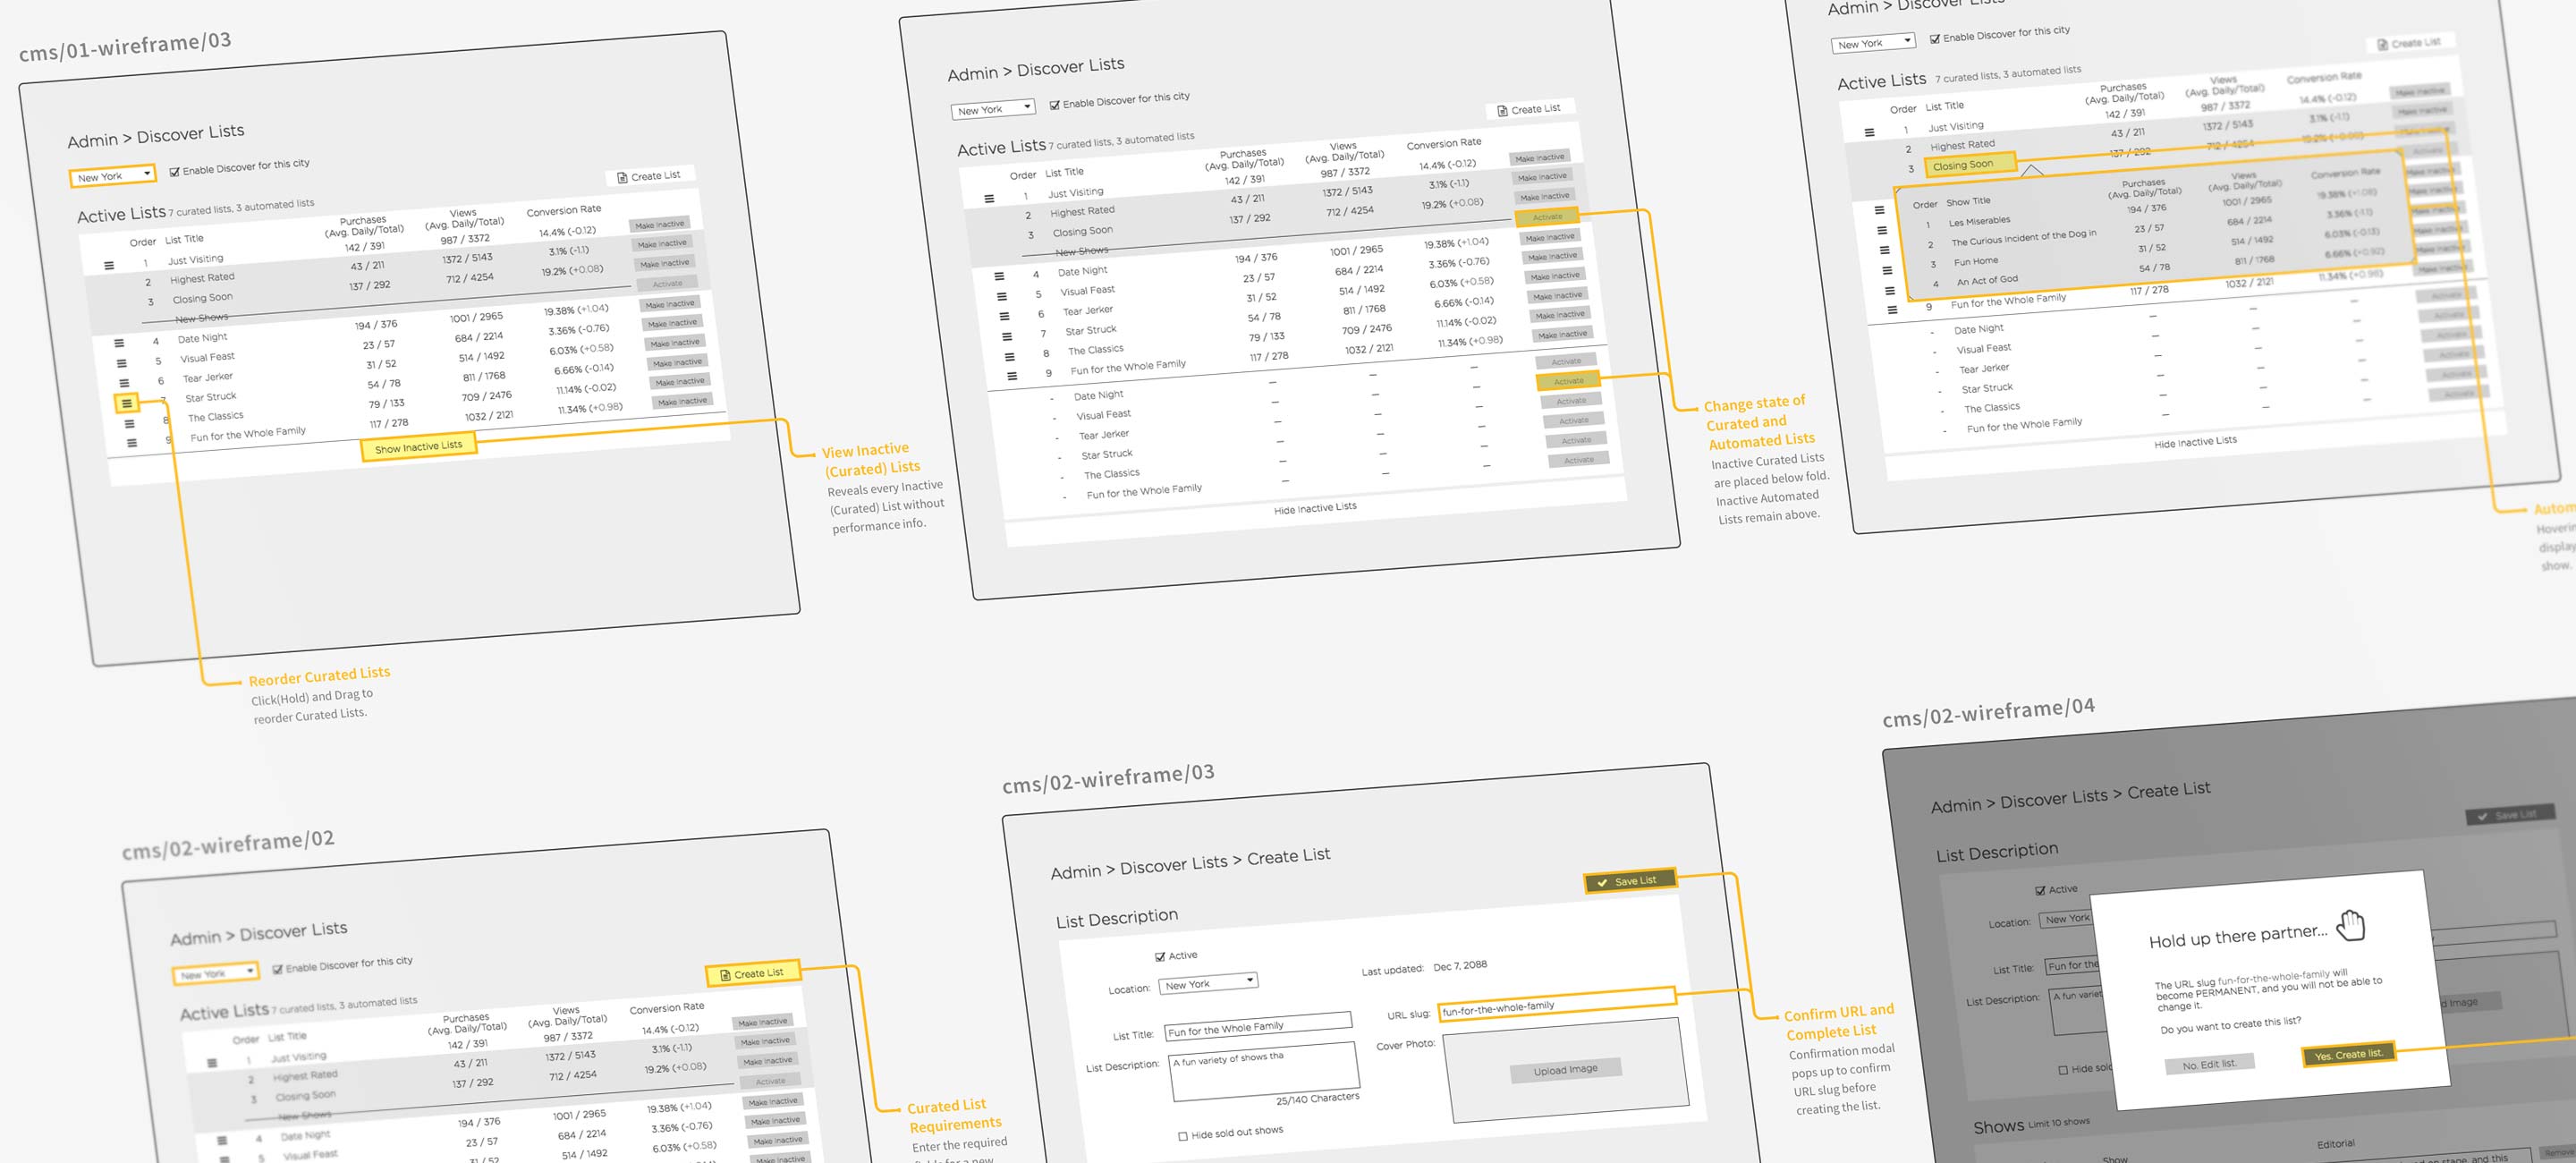 cms/01-wireframe/03
Admin > Discover Lists
New York
Enable Discover for this city
Create List
Active Lists 7 curated lists, 3 automated lists
Order List Title Purchases (Avg. Daily/Total) Views (Avg. Daily/Total) Conversion Rate
1 Just Visiting 142 / 391 987 / 3372 14.4% (-0.12) Make Inactive
2 Highest Rated 43 / 211 1372 / 5143 3.1% (-1.1) Make Inactive
3 Closing Soon 137 / 292 712 / 4254 19.2% (+0.08) Make Inactive
New Shows Activate
4 Date Night 194 / 376 1001 / 2965 19.38% (+1.04) Make Inactive
5 Visual Feast 23 / 57 684 / 2214 3.36% (-0.76) Make Inactive
6 Tear Jerker 31 / 52 514 / 1492 6.03% (+0.58) Make Inactive
7 Star Struck 54 / 78 811 / 1768 6.66% (-0.14) Make Inactive
8 The Classics 79 / 133 709 / 2476 11.14% (-0.02) Make Inactive
9 Fun for the Whole Family 117 / 278 1032 / 2121 11.34% (+0.98) Make Inactive
Show Inactive Lists
View Inactive
(Curated) Lists
Reveals every Inactive
(Curated) List without
performance info.
Reorder Curated Lists
Click(Hold) and Drag to
reorder Curated Lists.
Admin > Discover Lists
New York
Enable Discover for this city
Create List
Active Lists 7 curated lists, 3 automated lists
Order List Title Purchases (Avg. Daily/Total) Views (Avg. Daily/Total) Conversion Rate
1 Just Visiting 142 / 391 987 / 3372 14.4% (-0.12) Make Inactive
2 Highest Rated 43 / 211 1372 / 5143 3.1% (-1.1) Make Inactive
3 Closing Soon 137 / 292 712 / 4254 19.2% (+0.08) Make Inactive
New Shows Activate
4 Date Night 194 / 376 1001 / 2965 19.38% (+1.04) Make Inactive
5 Visual Feast 23 / 57 684 / 2214 3.36% (-0.76) Make Inactive
6 Tear Jerker 31 / 52 514 / 1492 6.03% (+0.58) Make Inactive
7 Star Struck 54 / 78 811 / 1768 6.66% (-0.14) Make Inactive
8 The Classics 79 / 133 709 / 2476 11.14% (-0.02) Make Inactive
9 Fun for the Whole Family 117 / 278 1032 / 2121 11.34% (+0.98) Make Inactive
- Date Night – – – Activate
- Visual Feast – – – Activate
- Tear Jerker – – – Activate
- Star Struck – – – Activate
- The Classics – – – Activate
- Fun for the Whole Family – – – Activate
Hide Inactive Lists
Change state of
Curated and
Automated Lists
Inactive Curated Lists
are placed below fold.
Inactive Automated
Lists remain above.
Admin > Discover Lists
New York
Enable Discover for this city
Create List
Active Lists 7 curated lists, 3 automated lists
Order List Title Purchases (Avg. Daily/Total) Views (Avg. Daily/Total) Conversion Rate
1 Just Visiting 142 / 391 987 / 3372 14.4% (-0.12) Make Inactive
2 Highest Rated 43 / 211 1372 / 5143 3.1% (-1.1)
3 Closing Soon 137 / 292 712 / 4254
Order Show Title Purchases (Avg. Daily/Total) Views (Avg. Daily/Total) Conversion Rate
1 Les Miserables 194 / 376 1001 / 2965 19.38%
2 The Curious Incident of the Dog in 23 / 57 684 / 2214 3.36%
3 Fun Home 31 / 52 514 / 1492 6.03%
4 An Act of God 54 / 78 811 / 1768 6.66%
9 Fun for the Whole Family 117 / 278 1032 / 2121 11.34% (+0.98)
- Date Night – – –
- Visual Feast – – –
- Tear Jerker – – –
- Star Struck – – –
- The Classics – – –
- Fun for the Whole Family – – –
Hide Inactive Lists
Autom
Hoverin
display
show.
cms/02-wireframe/02
Admin > Discover Lists
New York
Enable Discover for this city
Create List
Active Lists 7 curated lists, 3 automated lists
Order List Title Purchases (Avg. Daily/Total) Views (Avg. Daily/Total) Conversion Rate
1 Just Visiting 142 / 391 987 / 3372 14.4% (-0.12) Make Inactive
2 Highest Rated 43 / 211 1372 / 5143 3.1% (-1.1) Make Inactive
3 Closing Soon 137 / 292 712 / 4254 19.2% (+0.08) Make Inactive
New Shows Activate
4 Date Night 194 / 376 1001 / 2965 19.38% (+1.04) Make Inactive
5 Visual Feast 23 / 57 684 / 2214 3.36% (-0.76) Make Inactive
31 / 52 514 / 1492 6.03% (+0.58) Make Inactive
Make Inactive
Curated List
Requirements
Enter the required
cms/02-wireframe/03
Admin > Discover Lists > Create List
Save List
List Description
Active
Location: New York
Last updated: Dec 7, 2088
List Title: Fun for the Whole Family
URL slug: fun-for-the-whole-family
List Description: A fun variety of shows tha
25/140 Characters
Cover Photo: Upload Image
Hide sold out shows
Confirm URL and
Complete List
Confirmation modal
pops up to confirm
URL slug before
creating the list.
cms/02-wireframe/04
Admin > Discover Lists > Create List
Save List
List Description
Active
Location: New York
List Title: Fun for the
List Description: A fun variet
d Image
Hide sold
Hold up there partner...
The URL slug fun-for-the-whole-family will
become PERMANENT, and you will not be able to
change it.
Do you want to create this list?
No. Edit list.
Yes. Create list.
Shows Limit 10 shows
Show
Editorial
on stage, and this
Remove